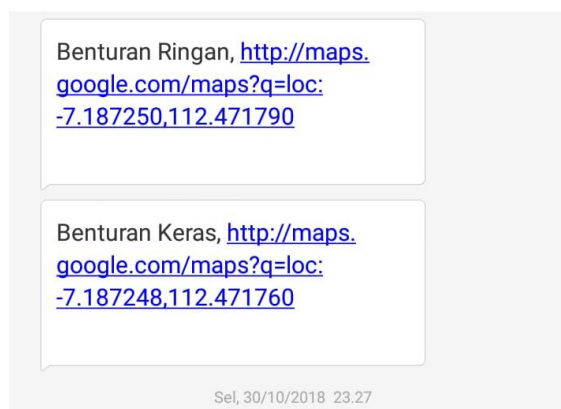 Benturan Ringan, http://maps.
google.com/maps?q=loc:
-7.187250,112.471790
Benturan Keras, http://maps.
google.com/maps?q=loc:
-7.187248,112.471760
Sel, 30/10/2018 23.27